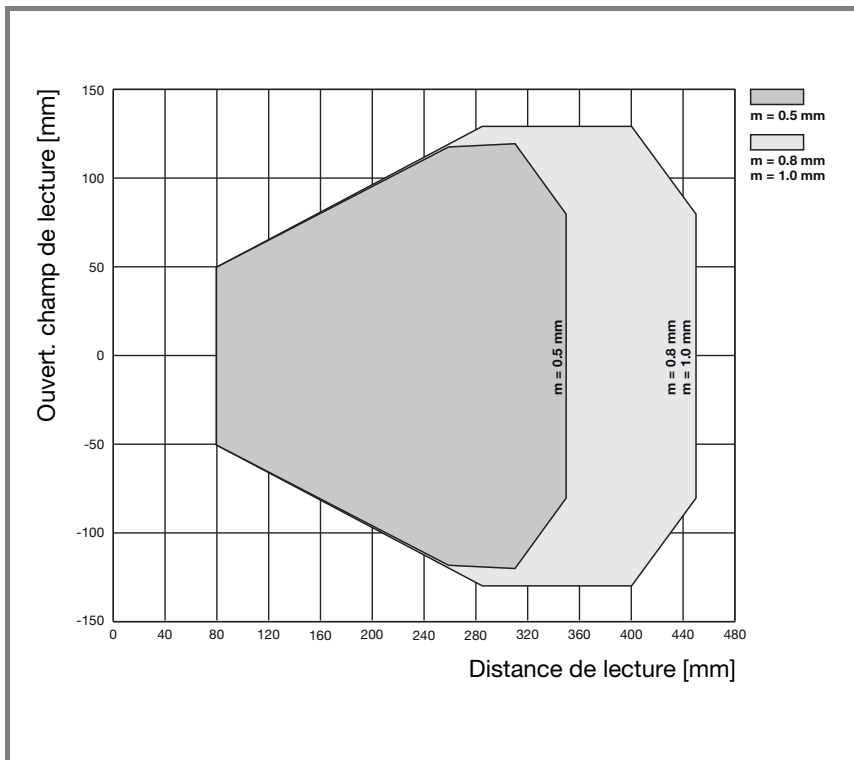 Ouvert. champ de lecture [mm]
150
100
50
0
-50
-100
-150
0 40 80 120 160 200 240 280 320 360 400 440 480
Distance de lecture [mm]
m = 0.5 mm
m = 0.8 mm
m = 1.0 mm
m = 0.5 mm
m = 0.8 mm
m = 1.0 mm